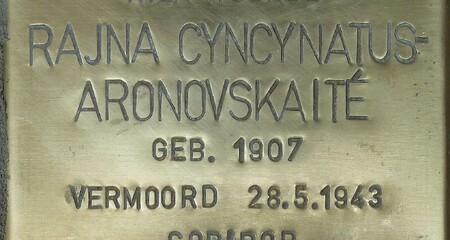 RAJNA CYNCYNATUS-
ARONOVSKAITÉ
GEB. 1907
VERMOORD 28.5.1943